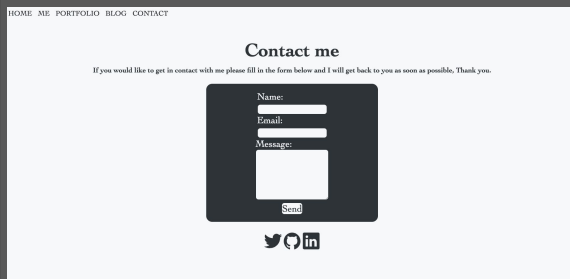 HOME ME PORTFOLIO BLOG CONTACT
Contact me
If you would like to get in contact with me please fill in the form below and I will get back to you as soon as possible, Thank you.
Name:
Email:
Message:
Send
in